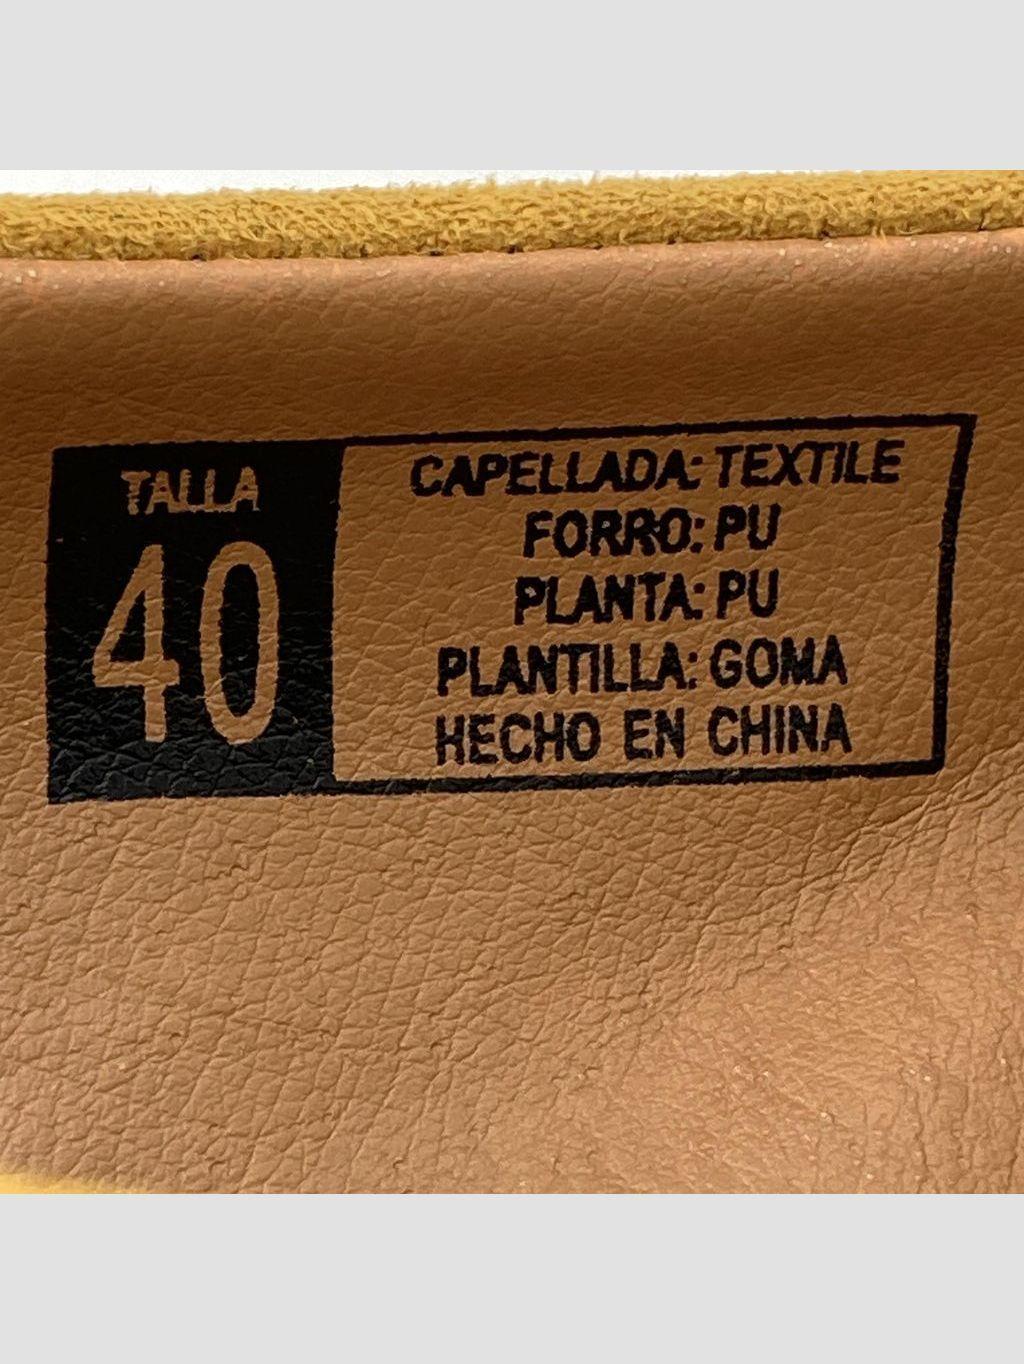 TALLA
40
CAPELLADA: TEXTILE
FORRO: PU
PLANTA: PU
PLANTILLA: GOMA
HECHO EN CHINA